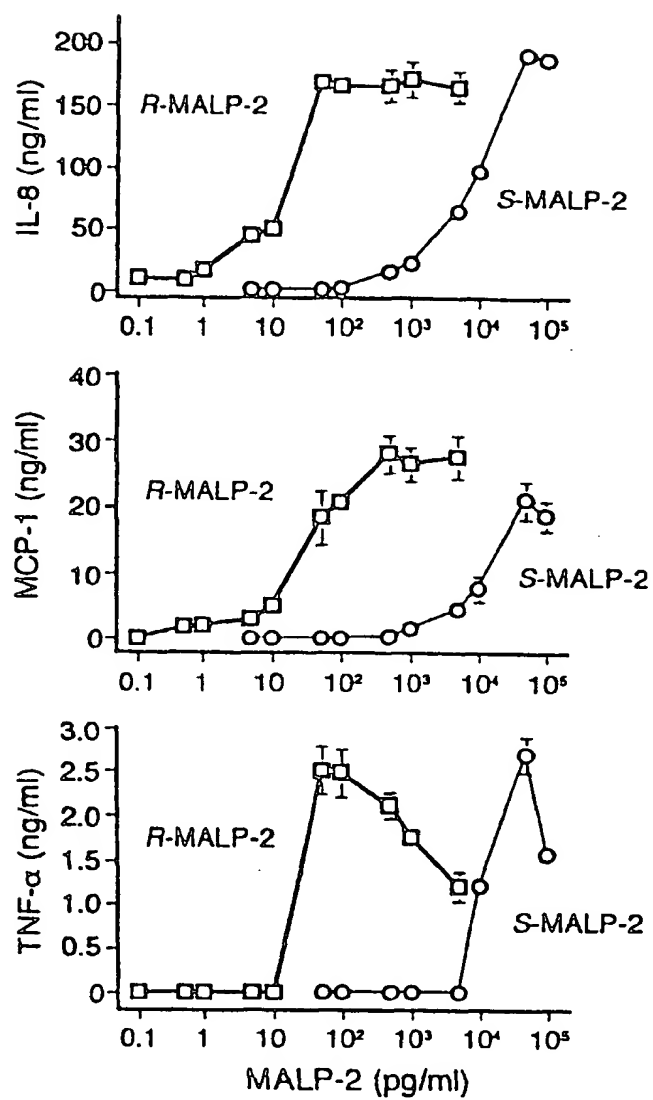 IL-8 (ng/ml)
200
150
100
50
0
R-MALP-2
S-MALP-2
0.1 1 10 10² 10³ 10⁴ 10⁵
MCP-1 (ng/ml)
40
30
20
10
0
R-MALP-2
S-MALP-2
0.1 1 10 10² 10³ 10⁴ 10⁵
TNF-α (ng/ml)
3.0
2.5
2.0
1.5
1.0
0.5
0
R-MALP-2
S-MALP-2
0.1 1 10 10² 10³ 10⁴ 10⁵
MALP-2 (pg/ml)